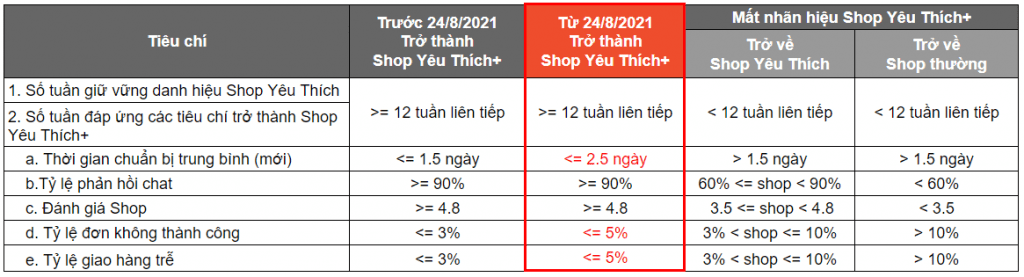 Tiêu chí
Trước 24/8/2021
Trở thành
Shop Yêu Thích+
Từ 24/8/2021
Trở thành
Shop Yêu Thích+
Mất nhãn hiệu Shop Yêu Thích+
Trở về
Shop Yêu Thích
Trở về
Shop thường
1. Số tuần giữ vững danh hiệu Shop Yêu Thích
2. Số tuần đáp ứng các tiêu chí trở thành Shop
Yêu Thích+
>= 12 tuần liên tiếp
>= 12 tuần liên tiếp
< 12 tuần liên tiếp
< 12 tuần liên tiếp
a. Thời gian chuẩn bị trung bình (mới)
<= 1.5 ngày
<= 2.5 ngày
> 1.5 ngày
> 1.5 ngày
b.Tỷ lệ phản hồi chat
>= 90%
>= 90%
60% <= shop < 90%
< 60%
c. Đánh giá Shop
>= 4.8
>= 4.8
3.5 <= shop < 4.8
< 3.5
d. Tỷ lệ đơn không thành công
<= 3%
<= 5%
3% < shop <= 10%
> 10%
e. Tỷ lệ giao hàng trễ
<= 3%
<= 5%
3% < shop <= 10%
> 10%